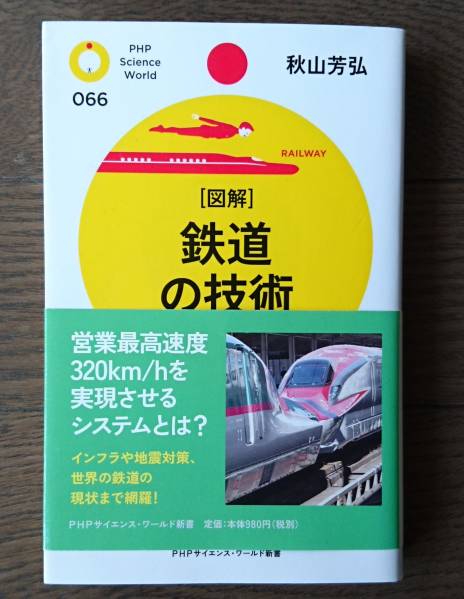 PHP
Science
World
066
秋山芳弘
RAILWAY
［図解］
鉄道
の技術
営業最高速度
320km/hを
実現させる
システムとは？
インフラや地震対策、
世界の鉄道の
現状まで網羅！
PHPサイエンス・ワールド新書 定価：本体980円（税別）
PHPサイエンス・ワールド新書